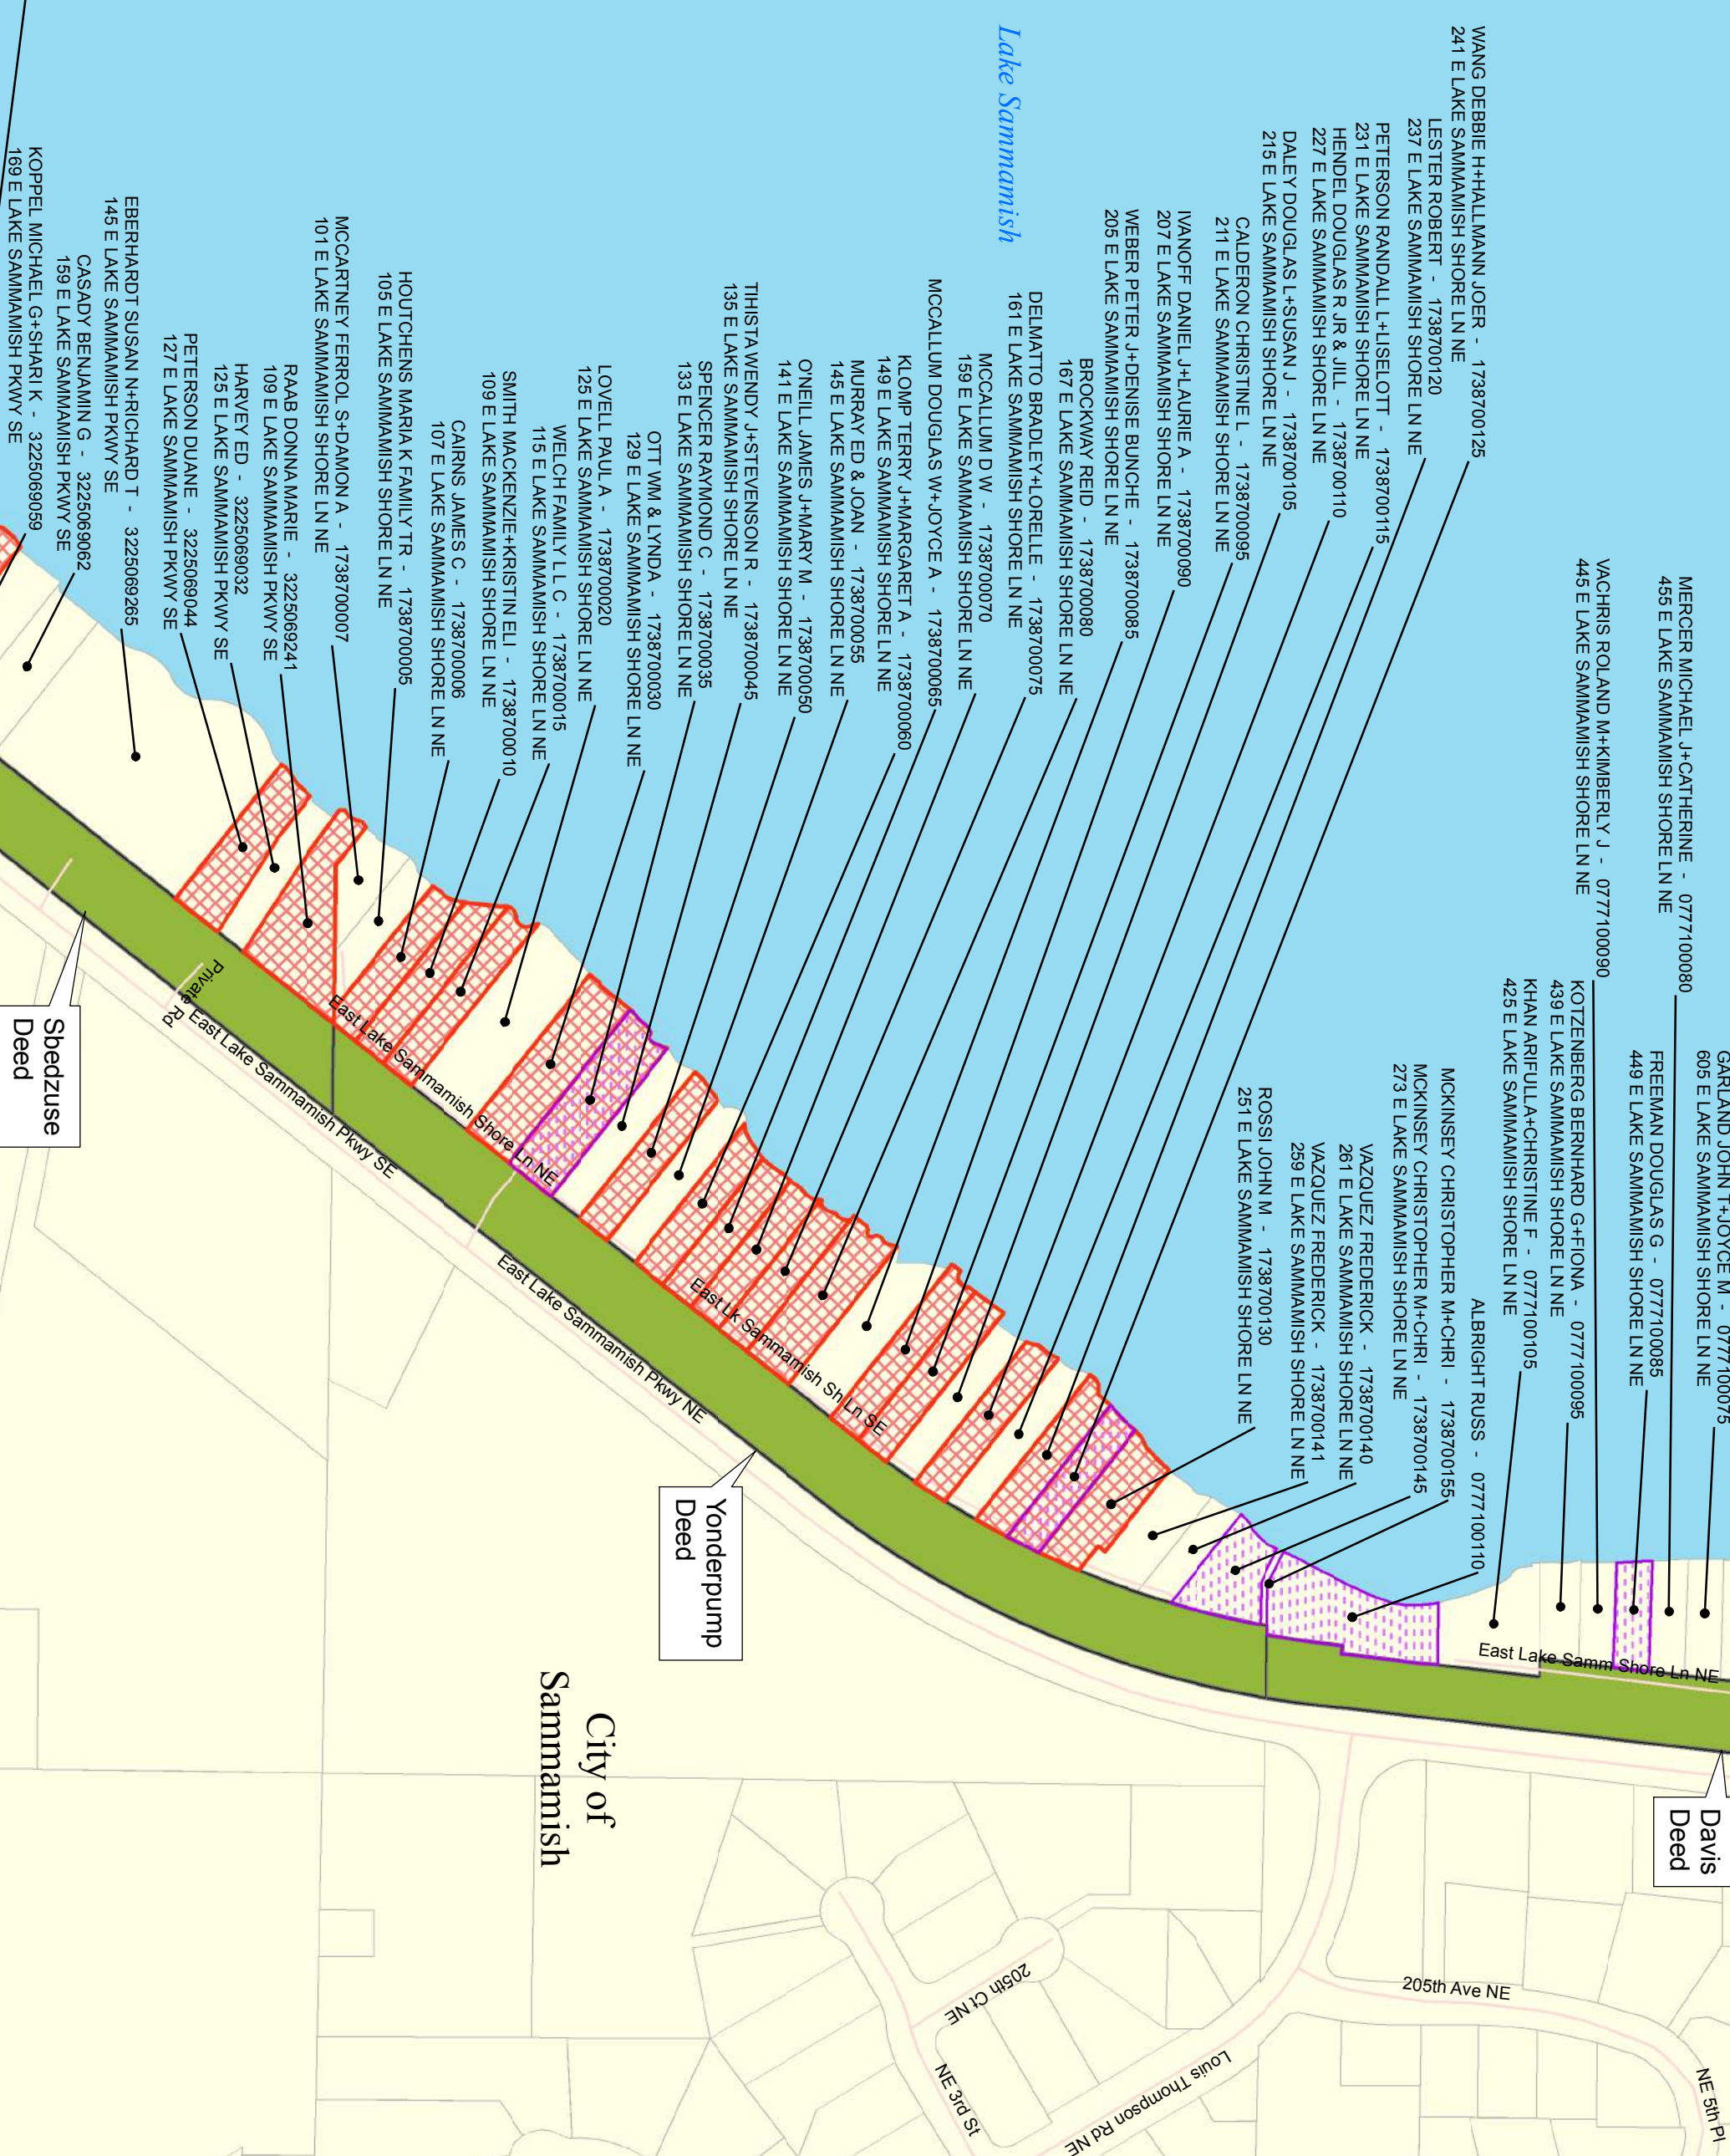 WANG DEBBIE H+HALLMANN JOER - 1738700125
241 E LAKE SAMMAMISH SHORE LN NE
LESTER ROBERT - 1738700120
237 E LAKE SAMMAMISH SHORE LN NE
PETERSON RANDALL L+LISELOTT - 1738700115
231 E LAKE SAMMAMISH SHORE LN NE
HENDEL DOUGLAS R JR & JILL - 1738700110
227 E LAKE SAMMAMISH SHORE LN NE
DALEY DOUGLAS L+SUSAN J - 1738700105
215 E LAKE SAMMAMISH SHORE LN NE
CALDERON CHRISTINE L - 1738700095
211 E LAKE SAMMAMISH SHORE LN NE
IVANOFF DANIEL J+LAURIE A - 1738700090
207 E LAKE SAMMAMISH SHORE LN NE
WEBER PETER J+DENISE BUNCHE - 1738700085
205 E LAKE SAMMAMISH SHORE LN NE
BROCKWAY REID - 1738700080
167 E LAKE SAMMAMISH SHORE LN NE
DELMATTO BRADLEY+LORELLE - 1738700075
161 E LAKE SAMMAMISH SHORE LN NE
MCCALLUM D W - 1738700070
159 E LAKE SAMMAMISH SHORE LN NE
MCCALLUM DOUGLAS W+JOYCE A - 1738700065
KLOMP TERRY J+MARGARET A - 1738700060
149 E LAKE SAMMAMISH SHORE LN NE
MURRAY ED & JOAN - 1738700055
145 E LAKE SAMMAMISH SHORE LN NE
O'NEILL JAMES J+MARY M - 1738700050
141 E LAKE SAMMAMISH SHORE LN NE
TIHISTA WENDY J+STEVENSON R - 1738700045
135 E LAKE SAMMAMISH SHORE LN NE
SPENCER RAYMOND C - 1738700035
133 E LAKE SAMMAMISH SHORE LN NE
OTT WM & LYNDA - 1738700030
129 E LAKE SAMMAMISH SHORE LN NE
LOVELL PAUL A - 1738700020
125 E LAKE SAMMAMISH SHORE LN NE
WELCH FAMILY L L C - 1738700015
115 E LAKE SAMMAMISH SHORE LN NE
SMITH MACKENZIE+KRISTIN ELI - 1738700010
109 E LAKE SAMMAMISH SHORE LN NE
CAIRNS JAMES C - 1738700006
107 E LAKE SAMMAMISH SHORE LN NE
HOUTCHENS MARIA K FAMILY TR - 1738700005
105 E LAKE SAMMAMISH SHORE LN NE
MCCARTNEY FERROL S+DAMON A - 1738700007
101 E LAKE SAMMAMISH SHORE LN NE
RAAB DONNA MARIE - 3225069241
109 E LAKE SAMMAMISH PKWY SE
HARVEY ED - 3225069032
125 E LAKE SAMMAMISH PKWY SE
PETERSON DUANE - 3225069044
127 E LAKE SAMMAMISH PKWY SE
EBERHARDT SUSAN N+RICHARD T - 3225069265
145 E LAKE SAMMAMISH PKWY SE
CASADY BENJAMIN G - 3225069062
159 E LAKE SAMMAMISH PKWY SE
KOPPEL MICHAEL G+SHARI K - 3225069059
169 E LAKE SAMMAMISH PKWY SE
Lake Sammamish
GARLAND JOHN T+JOYCE M - 0777100075
605 E LAKE SAMMAMISH SHORE LN NE
MERCER MICHAEL J+CATHERINE - 0777100080
455 E LAKE SAMMAMISH SHORE LN NE
FREEMAN DOUGLAS G - 0777100085
449 E LAKE SAMMAMISH SHORE LN NE
VACHRIS ROLAND M+KIMBERLY J - 0777100090
445 E LAKE SAMMAMISH SHORE LN NE
KOTZENBERG BERNHARD G+FIONA - 0777100095
439 E LAKE SAMMAMISH SHORE LN NE
KHAN ARIFULLA+CHRISTINE F - 0777100105
425 E LAKE SAMMAMISH SHORE LN NE
ALBRIGHT RUSS - 0777100110
MCKINSEY CHRISTOPHER M+CHRI - 1738700155
MCKINSEY CHRISTOPHER M+CHRI - 1738700145
273 E LAKE SAMMAMISH SHORE LN NE
VAZQUEZ FREDERICK - 1738700140
261 E LAKE SAMMAMISH SHORE LN NE
VAZQUEZ FREDERICK - 1738700141
259 E LAKE SAMMAMISH SHORE LN NE
ROSSI JOHN M - 1738700130
251 E LAKE SAMMAMISH SHORE LN NE
East Lake Samm Shore Ln NE
East Lk Sammamish Sh Ln SE
East Lake Sammamish Shore Ln NE
East Lake Sammamish Pkwy NE
East Lake Sammamish Pkwy SE
Private Rd
Davis
Deed
Yonderpump
Deed
Sbedzuse
Deed
City of
Sammamish
205th Ave NE
205th Ct NE
NE 3rd St
Louis Thompson Rd NE
NE 5th Pl